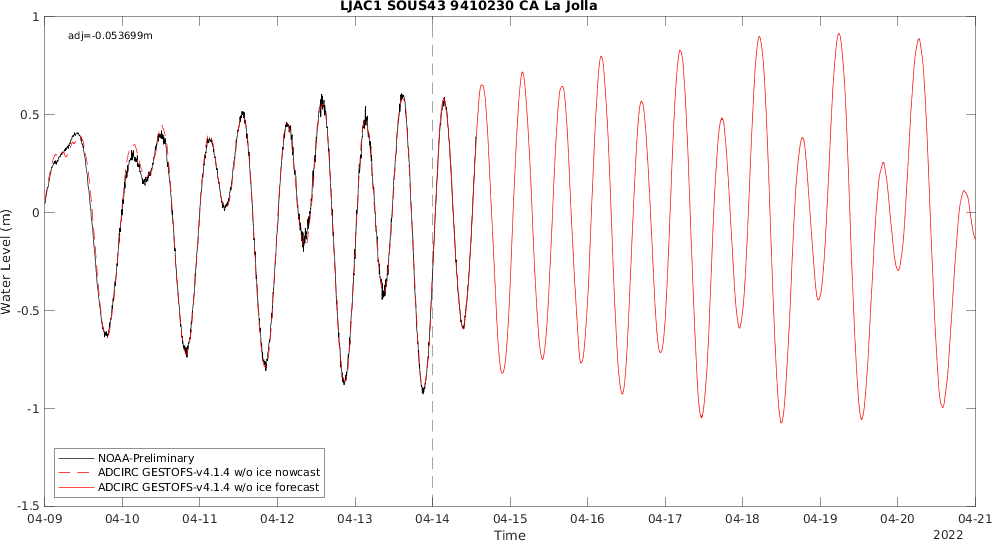 LJAC1 SOUS43 9410230 CA La Jolla
adj=-0.053699m
1
0.5
0
-0.5
-1
-1.5
Water Level (m)
NOAA-Preliminary
ADCIRC GESTOFS-v4.1.4 w/o ice nowcast
ADCIRC GESTOFS-v4.1.4 w/o ice forecast
04-09 04-10 04-11 04-12 04-13 04-14 04-15 04-16 04-17 04-18 04-19 04-20 04-21
Time
2022